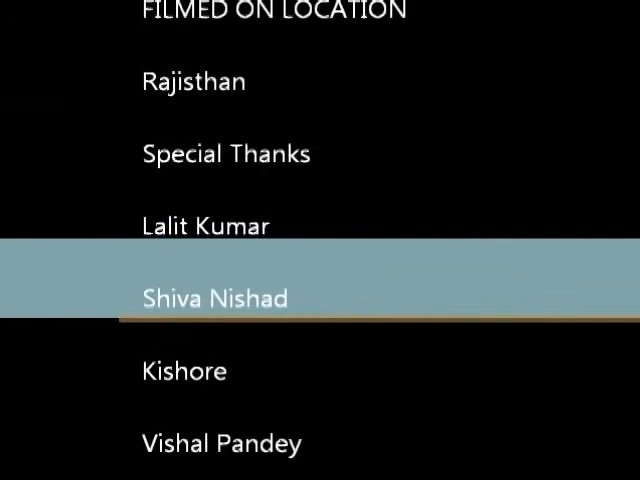 FILMED ON LOCATION
Rajisthan
Special Thanks
Lalit Kumar
Shiva Nishad
Kishore
Vishal Pandey